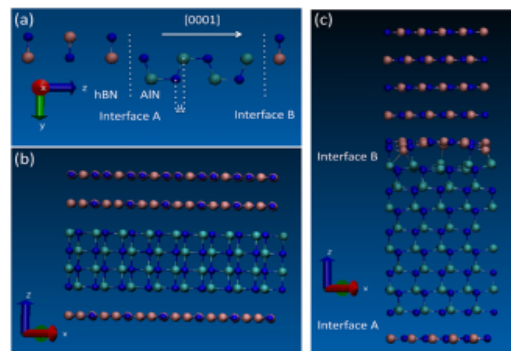 (a)
[0001]
x
z
y
hBN
AlN
u
Interface A
Interface B
(b)
z
x
(c)
Interface B
z
x
Interface A